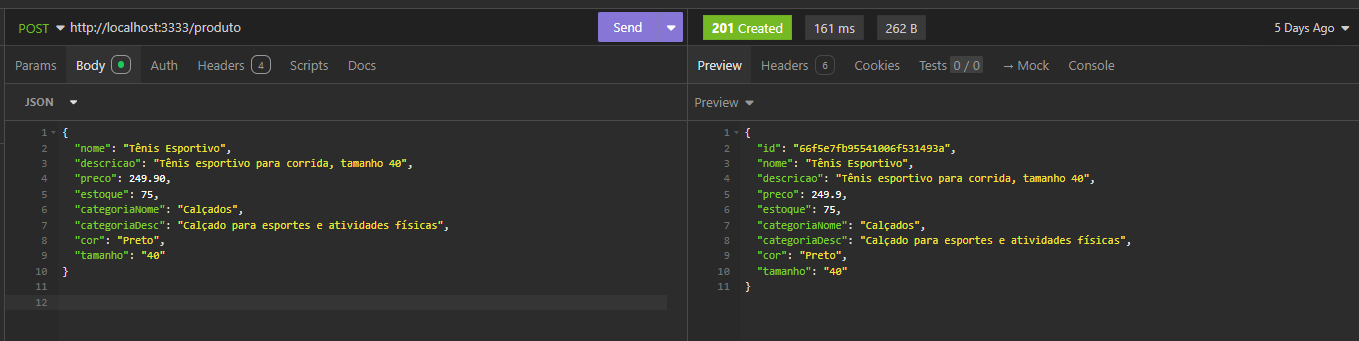 POST http://localhost:3333/produto Send
Params Body Auth Headers 4 Scripts Docs
JSON
1 {
2 "nome": "Tênis Esportivo",
3 "descricao": "Tênis esportivo para corrida, tamanho 40",
4 "preco": 249.90,
5 "estoque": 75,
6 "categoriaNome": "Calçados",
7 "categoriaDesc": "Calçado para esportes e atividades físicas",
8 "cor": "Preto",
9 "tamanho": "40"
10 }
11
12
201 Created 161 ms 262 B 5 Days Ago
Preview Headers 6 Cookies Tests 0 / 0 → Mock Console
Preview
1 {
2 "id": "66f5e7fb95541006f531493a",
3 "nome": "Tênis Esportivo",
4 "descricao": "Tênis esportivo para corrida, tamanho 40",
5 "preco": 249.9,
6 "estoque": 75,
7 "categoriaNome": "Calçados",
8 "categoriaDesc": "Calçado para esportes e atividades físicas",
9 "cor": "Preto",
10 "tamanho": "40"
11 }